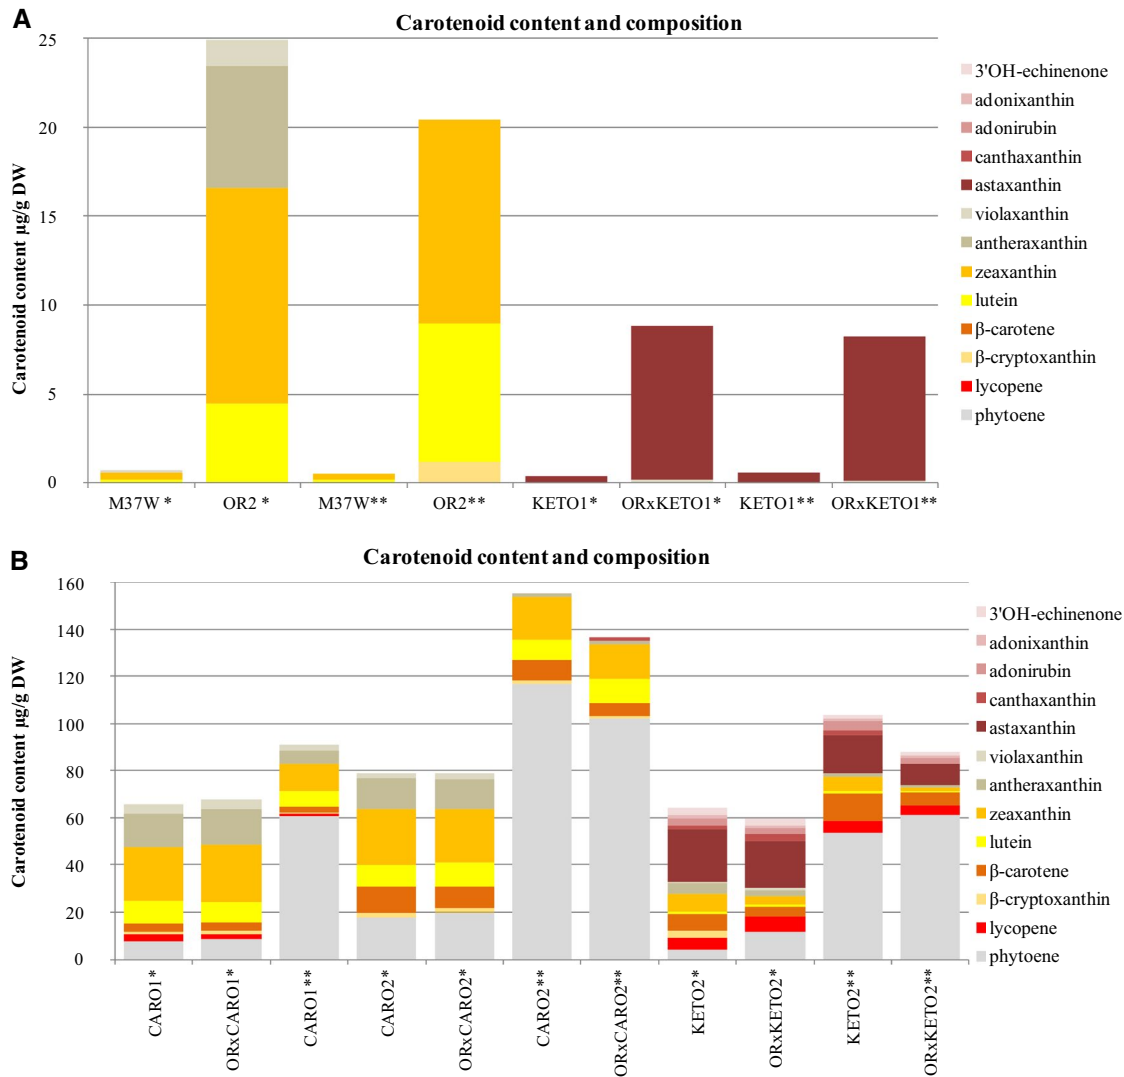 A
Carotenoid content and composition
Carotenoid content µg/g DW
25
20
15
10
5
0
M37W *
OR2 *
M37W**
OR2**
KETO1*
ORxKETO1*
KETO1**
ORxKETO1**
3'OH-echinenone
adonixanthin
adonirubin
canthaxanthin
astaxanthin
violaxanthin
antheraxanthin
zeaxanthin
lutein
β-carotene
β-cryptoxanthin
lycopene
phytoene
B
Carotenoid content and composition
Carotenoid content µg/g DW
160
140
120
100
80
60
40
20
0
CARO1*
ORxCARO1*
CARO1**
CARO2*
ORxCARO2*
CARO2**
ORxCARO2**
KETO2*
ORxKETO2*
KETO2**
ORxKETO2**
3'OH-echinenone
adonixanthin
adonirubin
canthaxanthin
astaxanthin
violaxanthin
antheraxanthin
zeaxanthin
lutein
β-carotene
β-cryptoxanthin
lycopene
phytoene